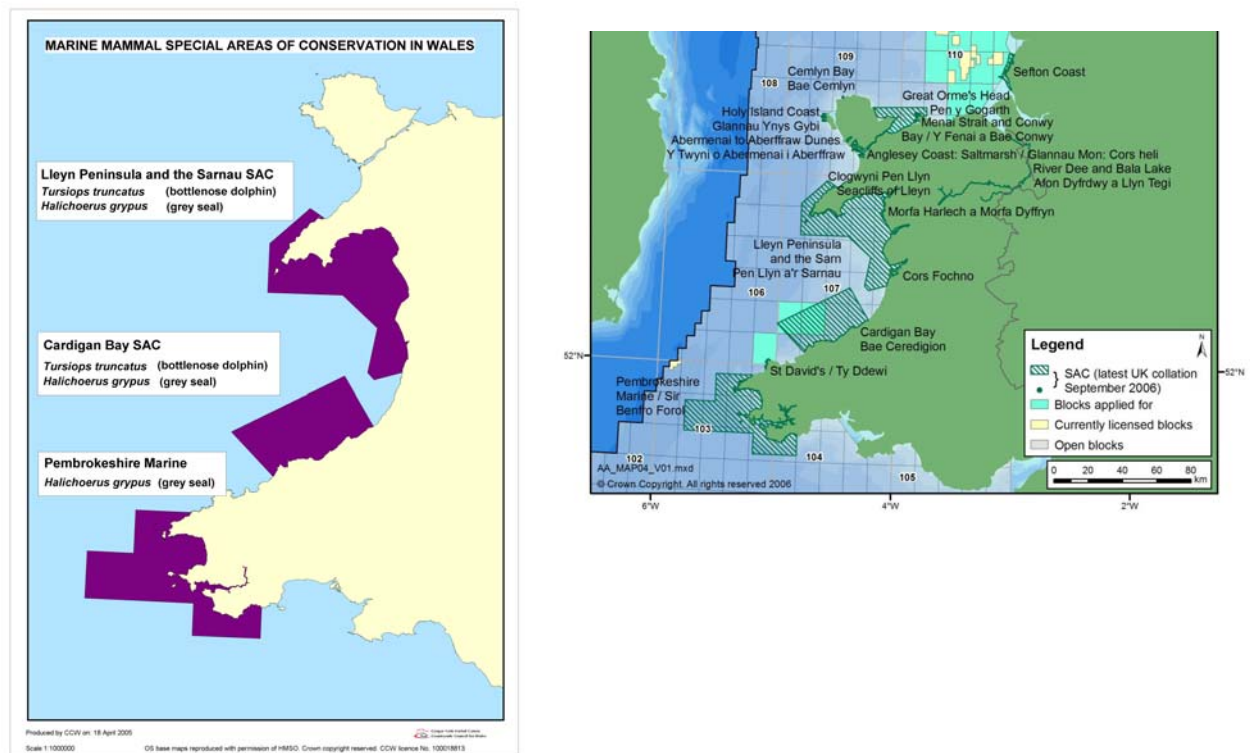 MARINE MAMMAL SPECIAL AREAS OF CONSERVATION IN WALES
Lleyn Peninsula and the Sarnau SAC
Tursiops truncatus (bottlenose dolphin)
Halichoerus grypus (grey seal)
Cardigan Bay SAC
Tursiops truncatus (bottlenose dolphin)
Halichoerus grypus (grey seal)
Pembrokeshire Marine
Halichoerus grypus (grey seal)
Produced by CCW on: 18 April 2005
Scale 1:1000000
OS base maps reproduced with permission of HMSO. Crown copyright reserved. CCW licence No. 100018813
109
110
108
Cemlyn Bay
Bae Cemlyn
Sefton Coast
Great Orme's Head
Pen y Gogarth
Holy Island Coast
Glannau Ynys Gybi
Menai Strait and Conwy
Bay / Y Fenai a Bae Conwy
Abermenai to Aberffraw Dunes
Y Twyni o Abermenai i Aberffraw
Anglesey Coast: Saltmarsh / Glannau Mon: Cors heli
River Dee and Bala Lake
Afon Dyfrdwy a Llyn Tegi
Clogwyni Pen Llyn
Seacliffs of Lleyn
Morfa Harlech a Morfa Dyffryn
Lleyn Peninsula
and the Sarn
Pen Llyn a'r Sarnau
Cors Fochno
106
107
Cardigan Bay
Bae Ceredigion
52°N
52°N
St David's / Ty Ddewi
Pembrokeshire
Marine / Sir
Benfro Forol
103
102
104
105
Legend
N
SAC (latest UK collation
September 2006)
Blocks applied for
Currently licensed blocks
Open blocks
0 20 40 60 80
km
AA_MAP04_V01.mxd
© Crown Copyright. All rights reserved 2006
6°W
4°W
2°W